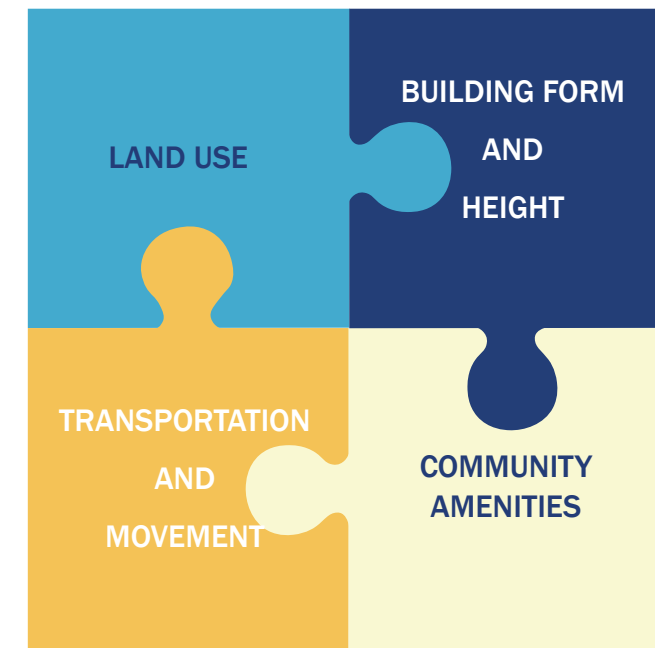 LAND USE
BUILDING FORM
AND
HEIGHT
TRANSPORTATION
AND
MOVEMENT
COMMUNITY
AMENITIES